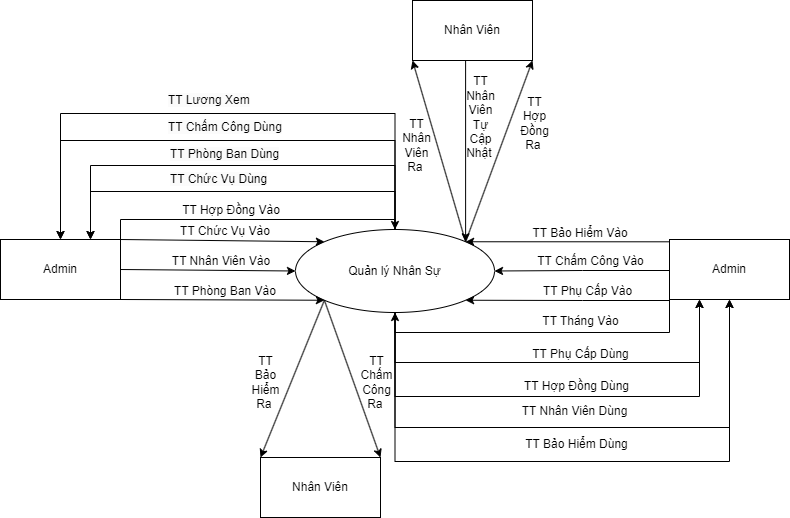 Nhân Viên
TT
Nhân
Viên
Ra
TT
Nhân
Viên
Tự
Cập
Nhật
TT
Hợp
Đồng
Ra
TT Lương Xem
TT Chấm Công Dùng
TT Phòng Ban Dùng
TT Chức Vụ Dùng
TT Hợp Đồng Vào
TT Chức Vụ Vào
TT Nhân Viên Vào
TT Phòng Ban Vào
Admin
Quản lý Nhân Sự
TT Bảo Hiểm Vào
TT Chấm Công Vào
TT Phụ Cấp Vào
TT Tháng Vào
Admin
TT Phụ Cấp Dùng
TT Hợp Đồng Dùng
TT Nhân Viên Dùng
TT Bảo Hiểm Dùng
TT
Bảo
Hiểm
Ra
TT
Chấm
Công
Ra
Nhân Viên